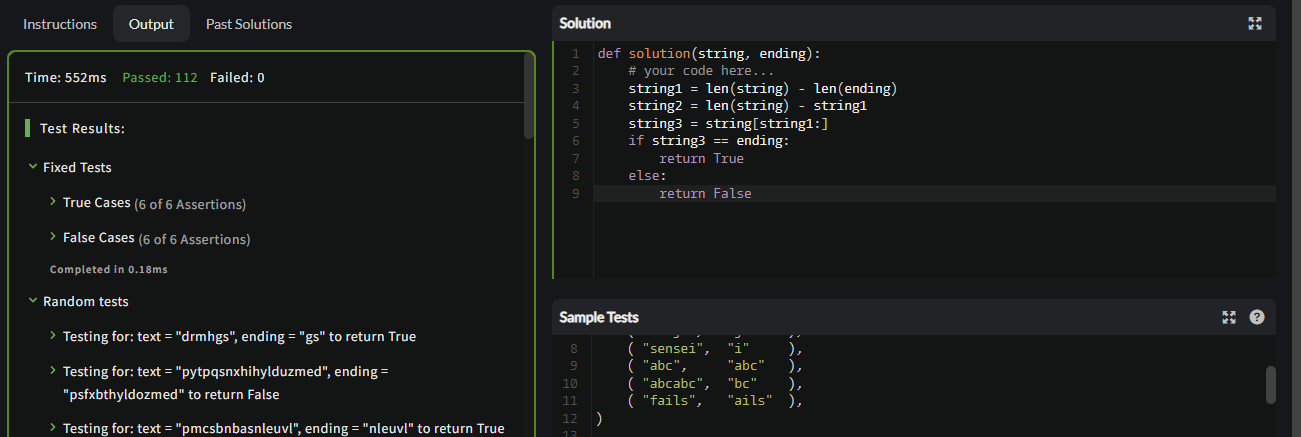 Instructions Output Past Solutions
Time: 552ms Passed: 112 Failed: 0
Test Results:
Fixed Tests
True Cases (6 of 6 Assertions)
False Cases (6 of 6 Assertions)
Completed in 0.18ms
Random tests
Testing for: text = "drmhgs", ending = "gs" to return True
Testing for: text = "pytpqsnxhihylduzmed", ending =
"psfxbthyldozmed" to return False
Testing for: text = "pmcsbnbasnleuvl", ending = "nleuvl" to return True
Solution
1 def solution(string, ending):
2     # your code here...
3     string1 = len(string) - len(ending)
4     string2 = len(string) - string1
5     string3 = string[string1:]
6     if string3 == ending:
7         return True
8     else:
9         return False
Sample Tests ?
8     ( "sensei",  "i"    ),
9     ( "abc",     "abc"  ),
10     ( "abcabc",  "bc"   ),
11     ( "fails",   "ails" ),
12 )
13